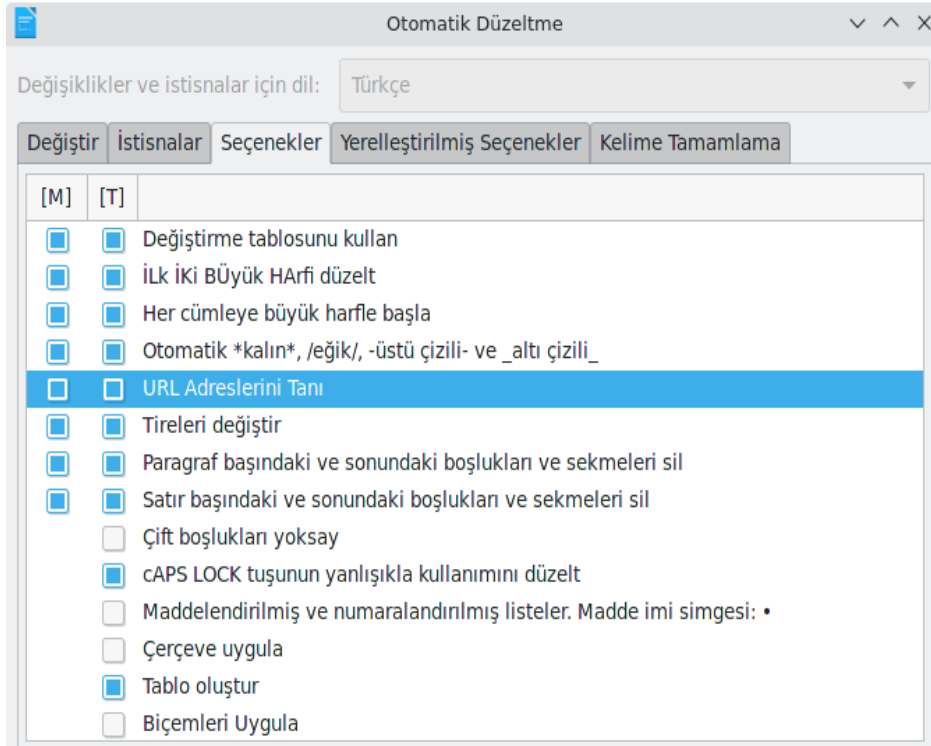 Otomatik Düzeltme
Değişiklikler ve istisnalar için dil: Türkçe
Değiştir İstisnalar Seçenekler Yerelleştirilmiş Seçenekler Kelime Tamamlama
[M] [T]
Değiştirme tablosunu kullan
İLk İKi BÜyük HArfi düzelt
Her cümleye büyük harfle başla
Otomatik *kalın*, /eğik/, -üstü çizili- ve _altı çizili_
URL Adreslerini Tanı
Tireleri değiştir
Paragraf başındaki ve sonundaki boşlukları ve sekmeleri sil
Satır başındaki ve sonundaki boşlukları ve sekmeleri sil
Çift boşlukları yoksay
cAPS LOCK tuşunun yanlışıkla kullanımını düzelt
Maddelendirilmiş ve numaralandırılmış listeler. Madde imi simgesi: •
Çerçeve uygula
Tablo oluştur
Biçemleri Uygula